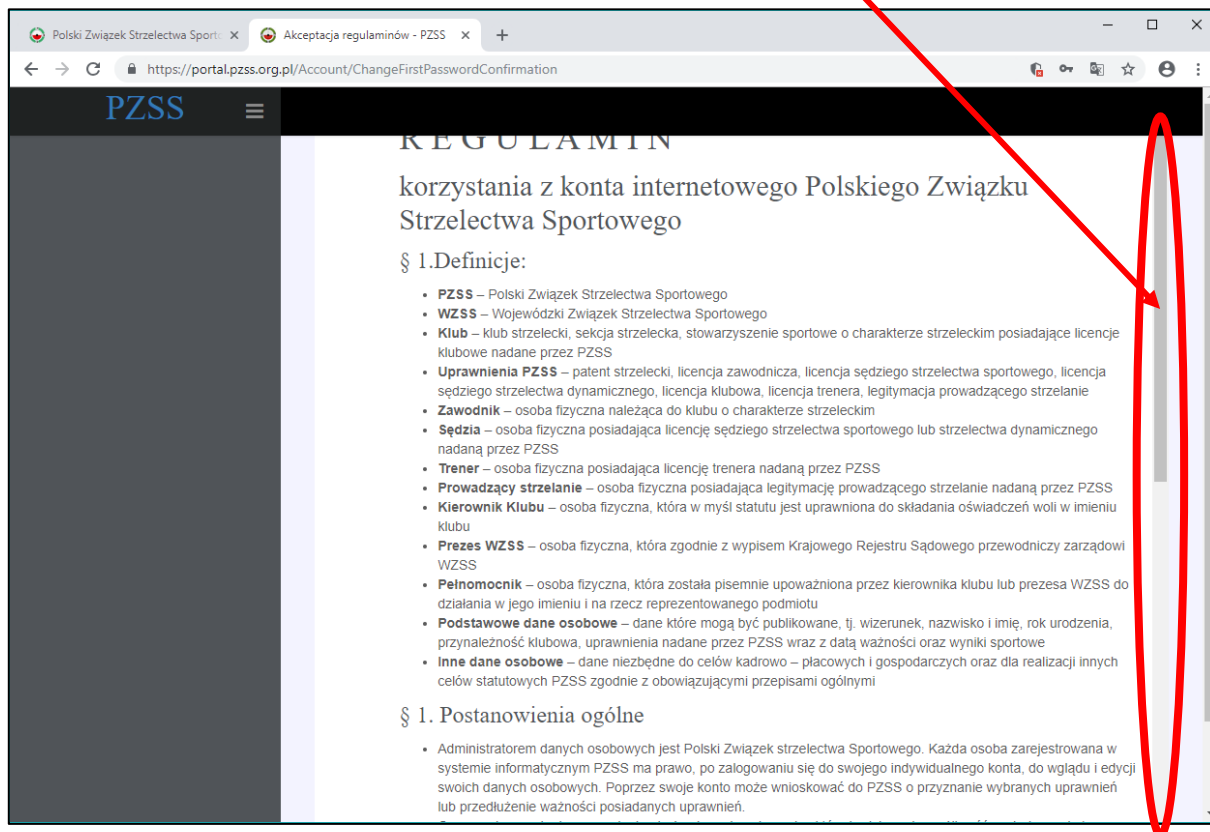 Polski Związek Strzelectwa Sporto
Akceptacja regulaminów - PZSS
https://portal.pzss.org.pl/Account/ChangeFirstPasswordConfirmation
PZSS
REGULAMIN
korzystania z konta internetowego Polskiego Związku
Strzelectwa Sportowego
§ 1.Definicje:
• PZSS – Polski Związek Strzelectwa Sportowego
• WZSS – Wojewódzki Związek Strzelectwa Sportowego
• Klub – klub strzelecki, sekcja strzelecka, stowarzyszenie sportowe o charakterze strzeleckim posiadające licencje
klubowe nadane przez PZSS
• Uprawnienia PZSS – patent strzelecki, licencja zawodnicza, licencja sędziego strzelectwa sportowego, licencja
sędziego strzelectwa dynamicznego, licencja klubowa, licencja trenera, legitymacja prowadzącego strzelanie
• Zawodnik – osoba fizyczna należąca do klubu o charakterze strzeleckim
• Sędzia – osoba fizyczna posiadająca licencję sędziego strzelectwa sportowego lub strzelectwa dynamicznego
nadaną przez PZSS
• Trener – osoba fizyczna posiadająca licencję trenera nadaną przez PZSS
• Prowadzący strzelanie – osoba fizyczna posiadająca legitymację prowadzącego strzelanie nadaną przez PZSS
• Kierownik Klubu – osoba fizyczna, która w myśl statutu jest uprawniona do składania oświadczeń woli w imieniu
klubu
• Prezes WZSS – osoba fizyczna, która zgodnie z wypisem Krajowego Rejestru Sądowego przewodniczy zarządowi
WZSS
• Pełnomocnik – osoba fizyczna, która została pisemnie upoważniona przez kierownika klubu lub prezesa WZSS do
działania w jego imieniu i na rzecz reprezentowanego podmiotu
• Podstawowe dane osobowe – dane które mogą być publikowane, tj. wizerunek, nazwisko i imię, rok urodzenia,
przynależność klubowa, uprawnienia nadane przez PZSS wraz z datą ważności oraz wyniki sportowe
• Inne dane osobowe – dane niezbędne do celów kadrowo – płacowych i gospodarczych oraz dla realizacji innych
celów statutowych PZSS zgodnie z obowiązującymi przepisami ogólnymi
§ 1. Postanowienia ogólne
• Administratorem danych osobowych jest Polski Związek strzelectwa Sportowego. Każda osoba zarejestrowana w
systemie informatycznym PZSS ma prawo, po zalogowaniu się do swojego indywidualnego konta, do wglądu i edycji
swoich danych osobowych. Poprzez swoje konto może wnioskować do PZSS o przyznanie wybranych uprawnień
lub przedłużenie ważności posiadanych uprawnień.